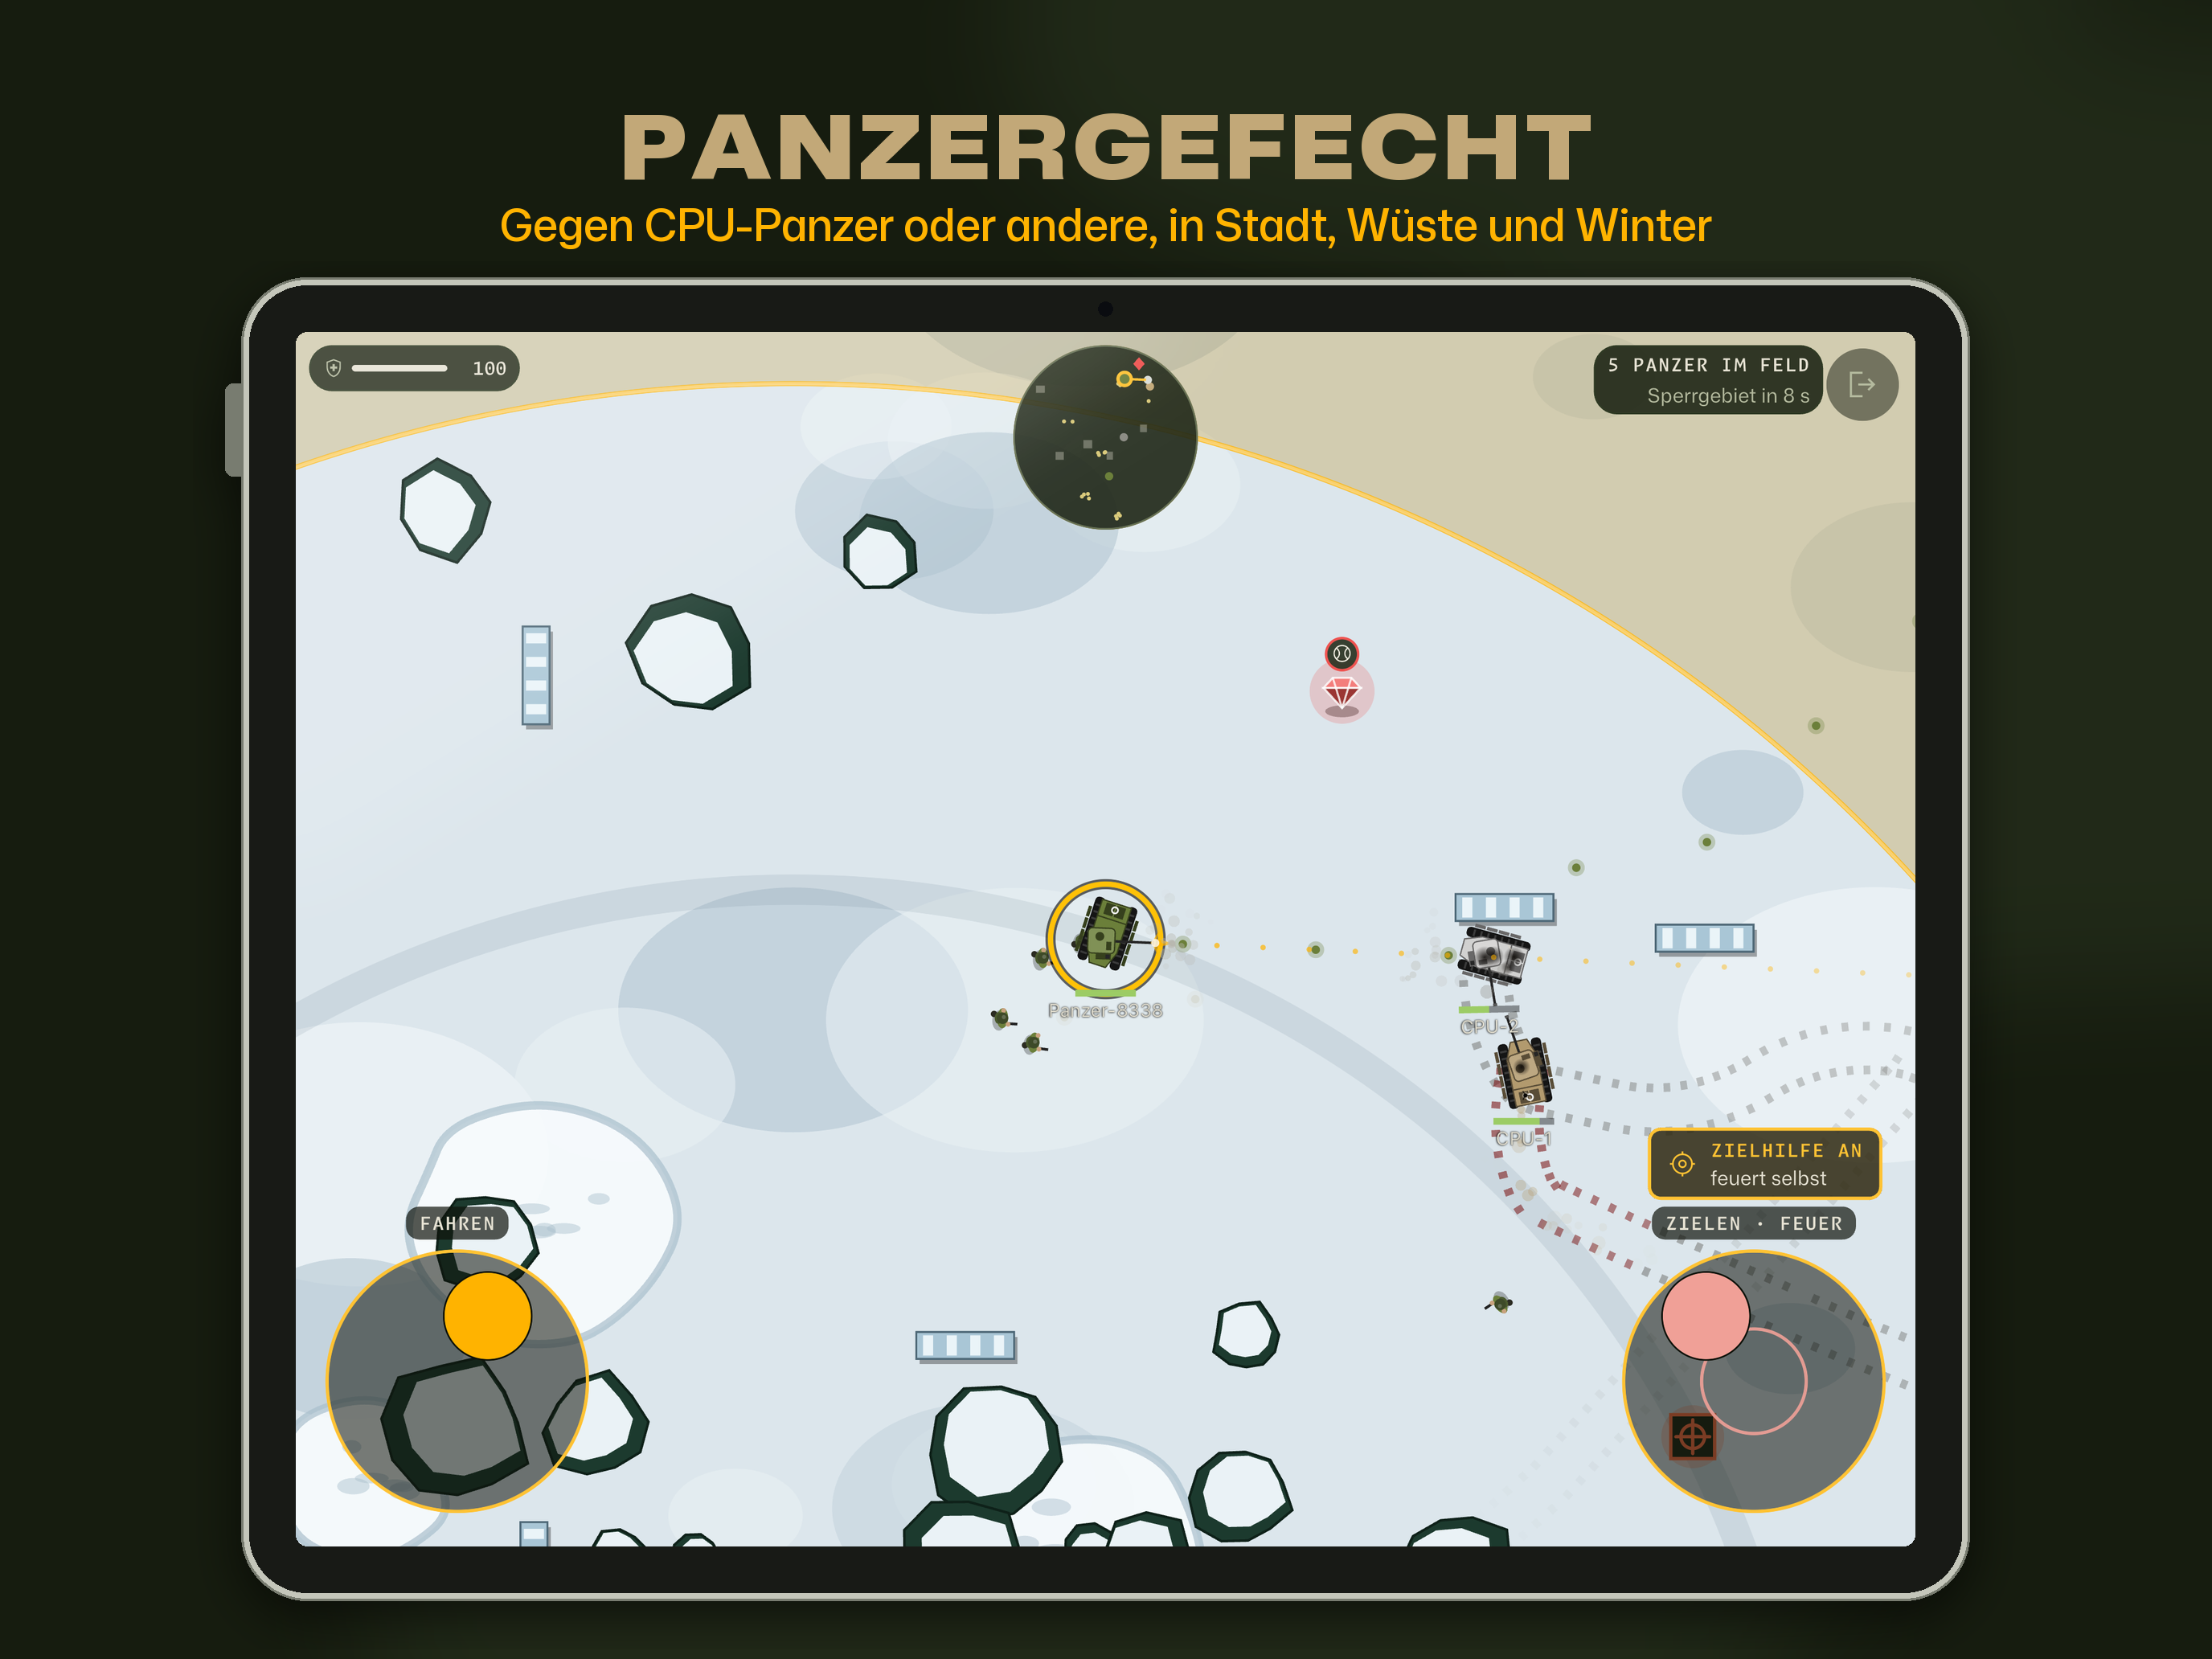 PANZERGEFECHT
Gegen CPU-Panzer oder andere, in Stadt, Wüste und Winter
100
5 PANZER IM FELD
Sperrgebiet in 8 s
Panzer-8338
CPU-2
CPU-1
ZIELHILFE AN
feuert selbst
FAHREN
ZIELEN · FEUER